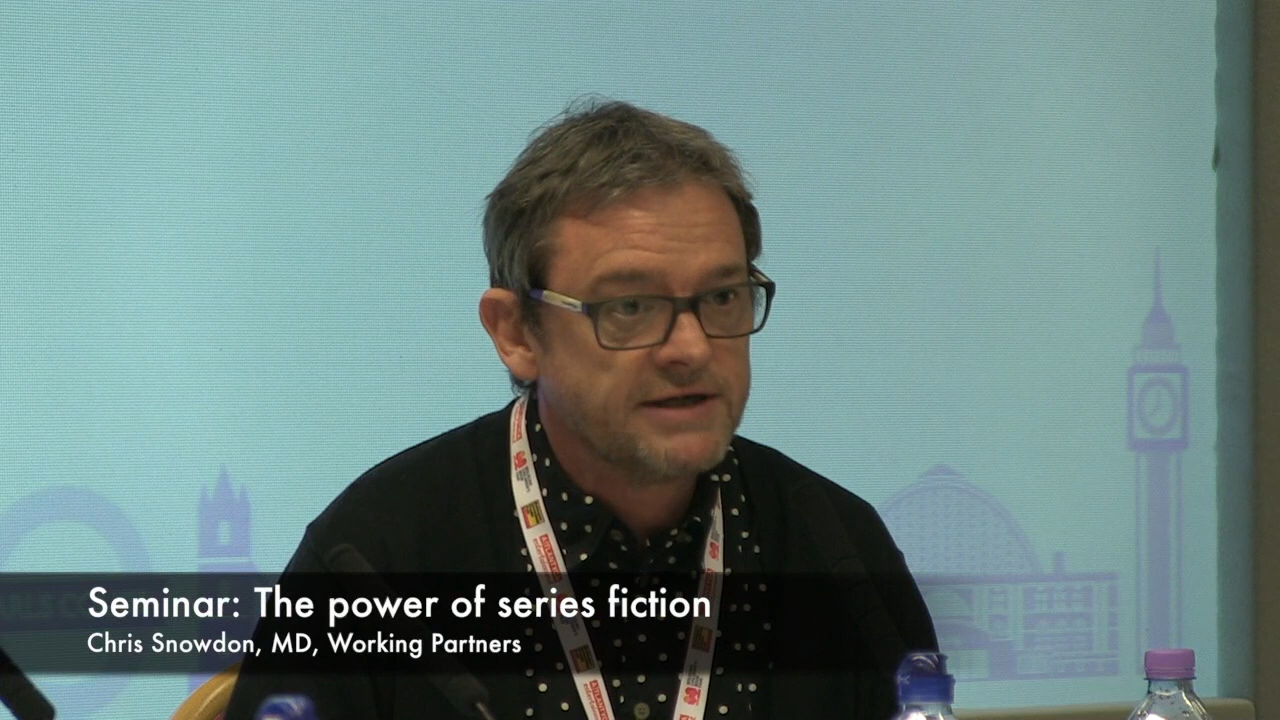 Seminar: The power of series fiction
Chris Snowdon, MD, Working Partners